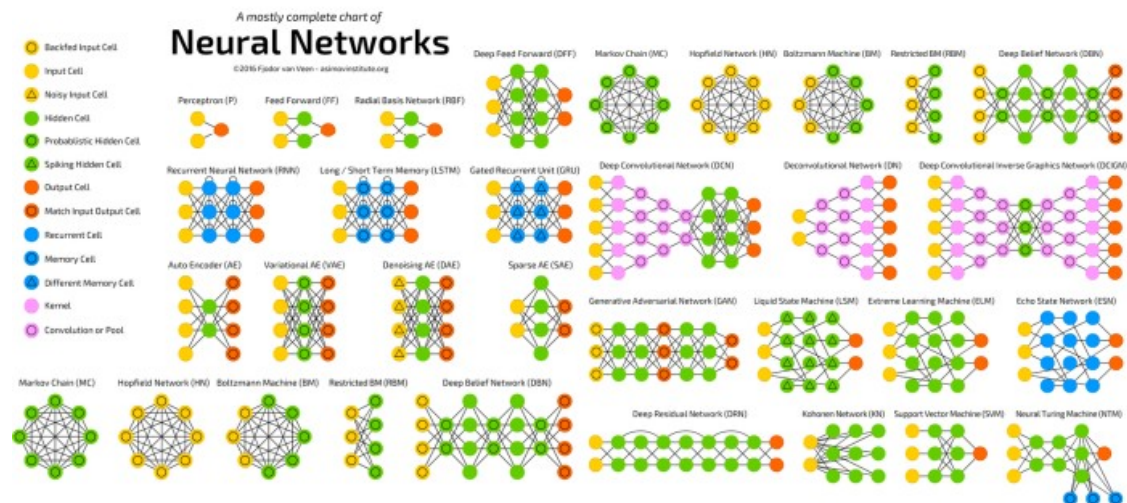 A mostly complete chart of
Neural Networks
©2016 Fjodor van Veen - asimovinstitute.org
Backfed Input Cell
Input Cell
Noisy Input Cell
Hidden Cell
Probablistic Hidden Cell
Spiking Hidden Cell
Output Cell
Match Input Output Cell
Recurrent Cell
Memory Cell
Different Memory Cell
Kernel
Convolution or Pool
Perceptron (P)
Feed Forward (FF)
Radial Basis Network (RBF)
Deep Feed Forward (DFF)
Recurrent Neural Network (RNN)
Long / Short Term Memory (LSTM)
Gated Recurrent Unit (GRU)
Auto Encoder (AE)
Variational AE (VAE)
Denoising AE (DAE)
Sparse AE (SAE)
Markov Chain (MC)
Hopfield Network (HN)
Boltzmann Machine (BM)
Restricted BM (RBM)
Deep Belief Network (DBN)
Markov Chain (MC)
Hopfield Network (HN)
Boltzmann Machine (BM)
Restricted BM (RBM)
Deep Belief Network (DBN)
Deep Convolutional Network (DCN)
Deconvolutional Network (DN)
Deep Convolutional Inverse Graphics Network (DCIGN)
Generative Adversarial Network (GAN)
Liquid State Machine (LSM)
Extreme Learning Machine (ELM)
Echo State Network (ESN)
Deep Residual Network (DRN)
Kohonen Network (KN)
Support Vector Machine (SVM)
Neural Turing Machine (NTM)